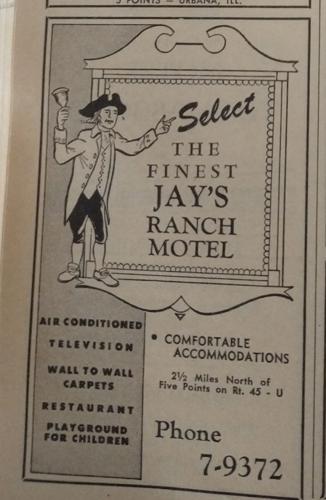 5 POINTS — URBANA, ILL.
Select
THE
FINEST
JAY'S
RANCH
MOTEL
AIR CONDITIONED
TELEVISION
WALL TO WALL
CARPETS
RESTAURANT
PLAYGROUND
FOR CHILDREN
• COMFORTABLE
ACCOMMODATIONS
2½ Miles North of
Five Points on Rt. 45 - U
Phone
7-9372